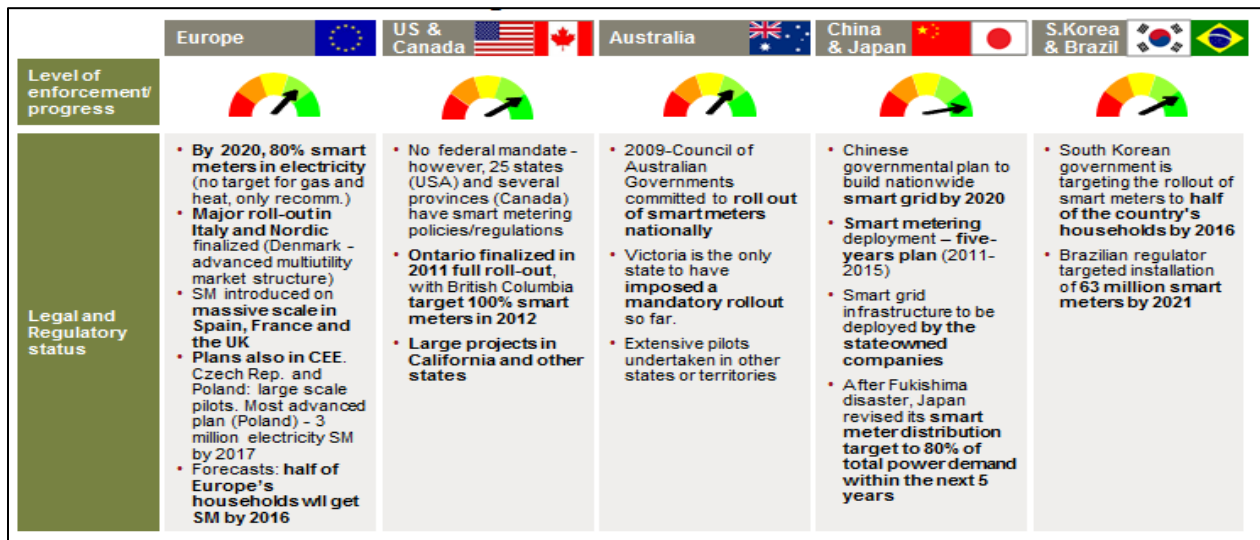 Europe
US &
Canada
Australia
China
& Japan
S.Korea
& Brazil
Level of
enforcement/
progress
Legal and
Regulatory
status
• By 2020, 80% smart
meters in electricity
(no target for gas and
heat, only recomm.)
• Major roll-out in
Italy and Nordic
finalized (Denmark -
advanced multiutility
market structure)
• SM introduced on
massive scale in
Spain, France and
the UK
• Plans also in CEE.
Czech Rep. and
Poland: large scale
pilots. Most advanced
plan (Poland) - 3
million electricity SM
by 2017
• Forecasts: half of
Europe's
households will get
SM by 2016
• No federal mandate -
however, 25 states
(USA) and several
provinces (Canada)
have smart metering
policies/regulations
• Ontario finalized in
2011 full roll-out,
with British Columbia
target 100% smart
meters in 2012
• Large projects in
California and other
states
• 2009-Council of
Australian
Governments
committed to roll out
of smart meters
nationally
• Victoria is the only
state to have
imposed a
mandatory rollout
so far.
• Extensive pilots
undertaken in other
states or territories
• Chinese
governmental plan to
build nationwide
smart grid by 2020
• Smart metering
deployment – five-
years plan (2011-
2015)
• Smart grid
infrastructure to be
deployed by the
stateowned
companies
• After Fukishima
disaster, Japan
revised its smart
meter distribution
target to 80% of
total power demand
within the next 5
years
• South Korean
government is
targeting the rollout of
smart meters to half
of the country's
households by 2016
• Brazilian regulator
targeted installation
of 63 million smart
meters by 2021